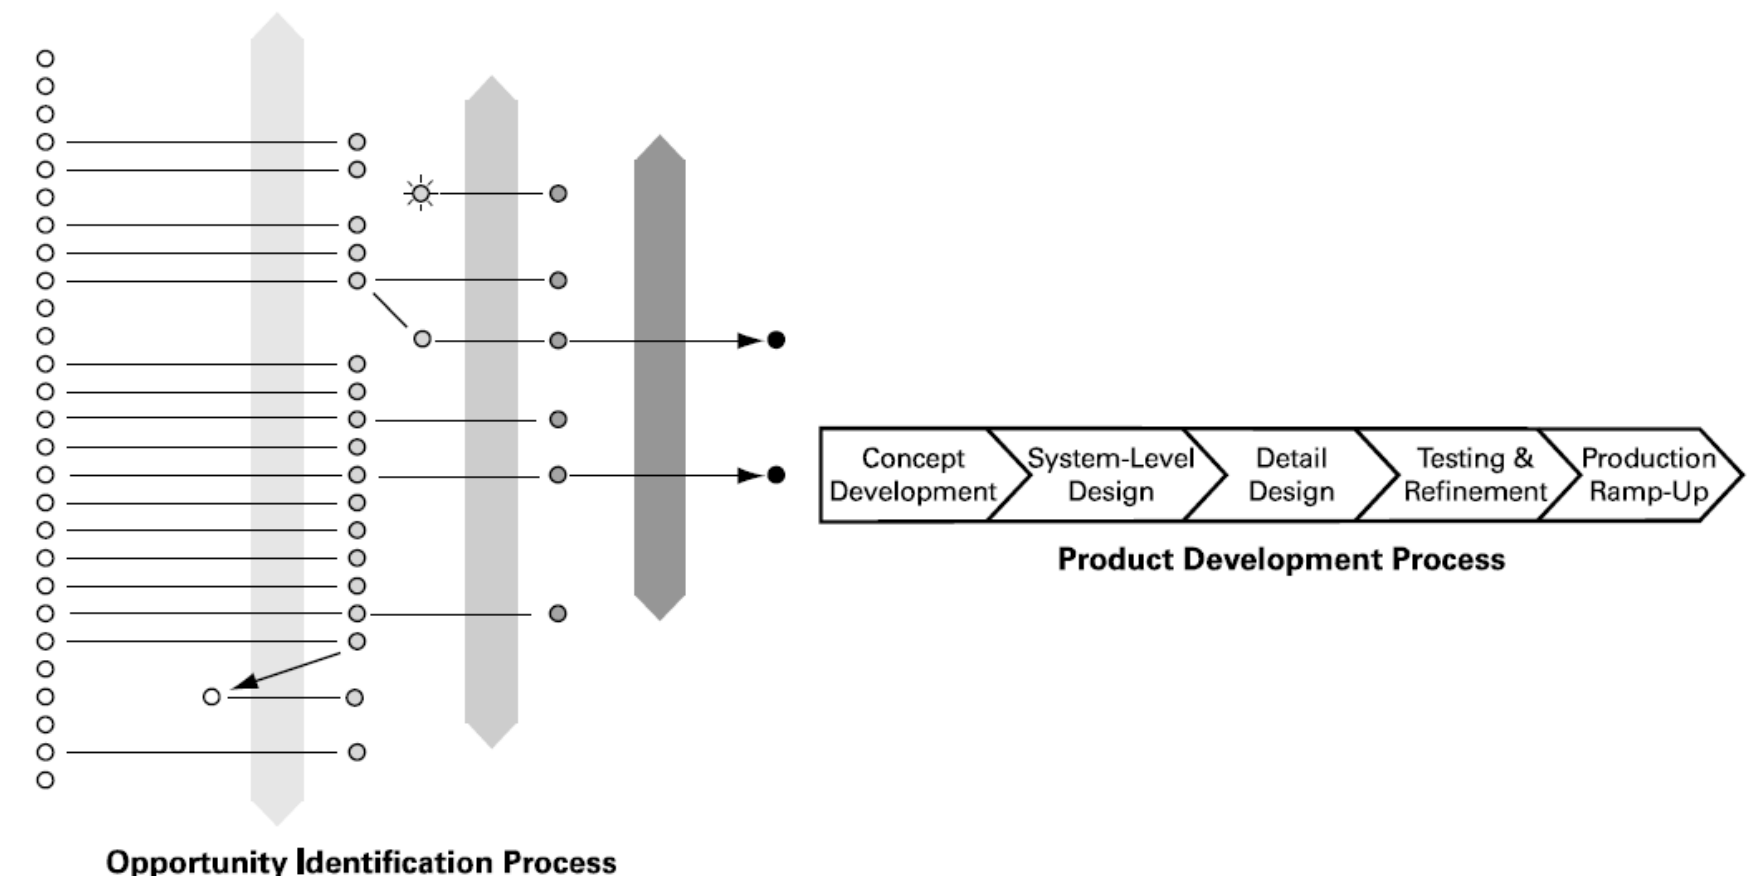 Concept
Development
System-Level
Design
Detail
Design
Testing &
Refinement
Production
Ramp-Up
Product Development Process
Opportunity Identification Process